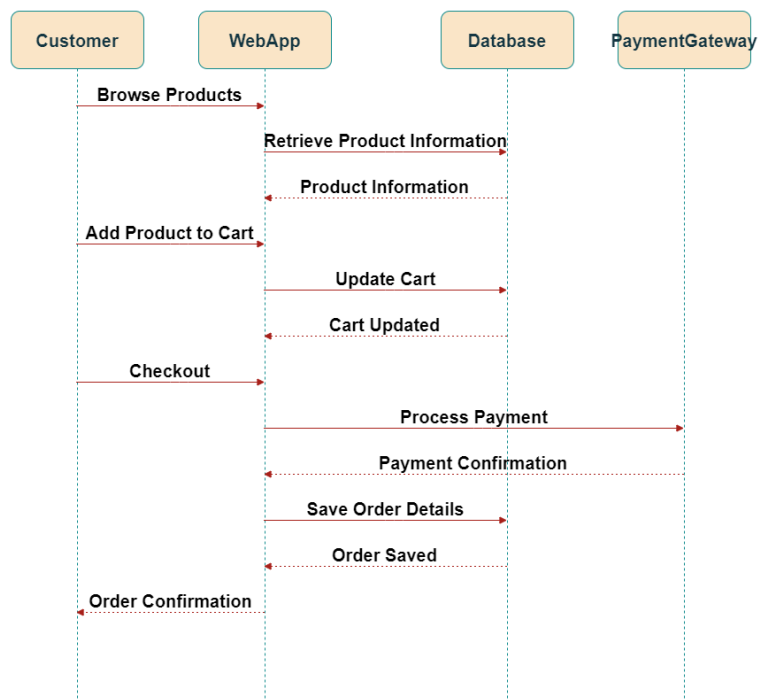 Customer
WebApp
Database
PaymentGateway
Browse Products
Retrieve Product Information
Product Information
Add Product to Cart
Update Cart
Cart Updated
Checkout
Process Payment
Payment Confirmation
Save Order Details
Order Saved
Order Confirmation